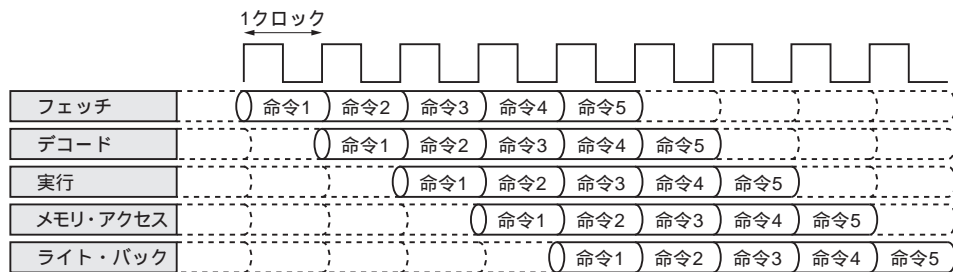 1クロック
フェッチ 命令1 命令2 命令3 命令4 命令5
デコード 命令1 命令2 命令3 命令4 命令5
実行 命令1 命令2 命令3 命令4 命令5
メモリ・アクセス 命令1 命令2 命令3 命令4 命令5
ライト・バック 命令1 命令2 命令3 命令4 命令5